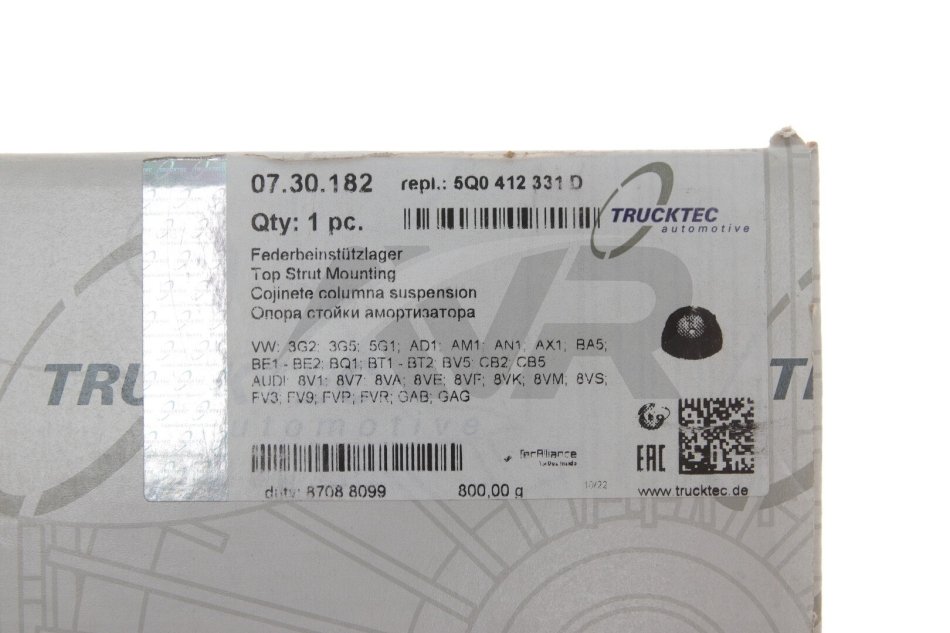 07.30.182 repl.: 5Q0 412 331 D
Qty: 1 pc.
TRUCKTEC
automotive
Federbeinstützlager
Top Strut Mounting
Cojinete columna suspension
Опора стойки амортизатора
VW: 3G2; 3G5; 5G1; AD1; AM1; AN1; AX1; BA5;
BE1 - BE2; BQ1; BT1 - BT2; BV5; CB2; CB5
AUDI: 8V1; 8V7; 8VA; 8VE; 8VF; 8VK; 8VM; 8VS;
FV3; FV9; FVP; FVR; GAB; GAG
TRU
automotive
EAC
TecAlliance
duty: 8708 8099 800,00 g 10/22 www.trucktec.de